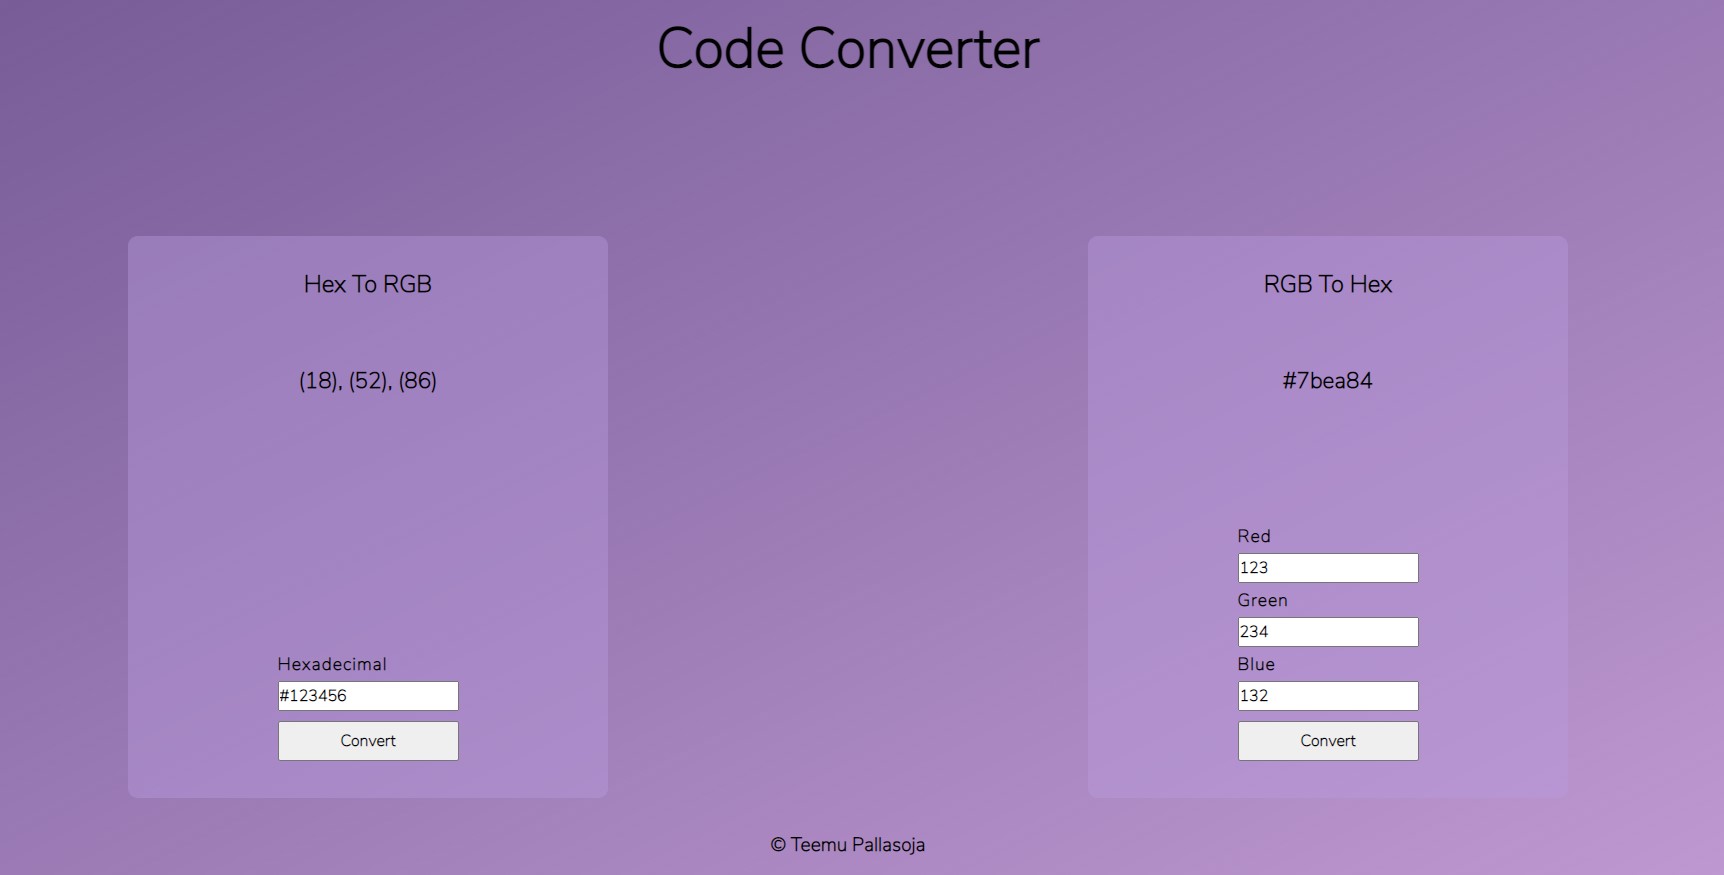 Code Converter
Hex To RGB
(18), (52), (86)
Hexadecimal
#123456
Convert
RGB To Hex
#7bea84
Red
123
Green
234
Blue
132
Convert
© Teemu Pallasoja